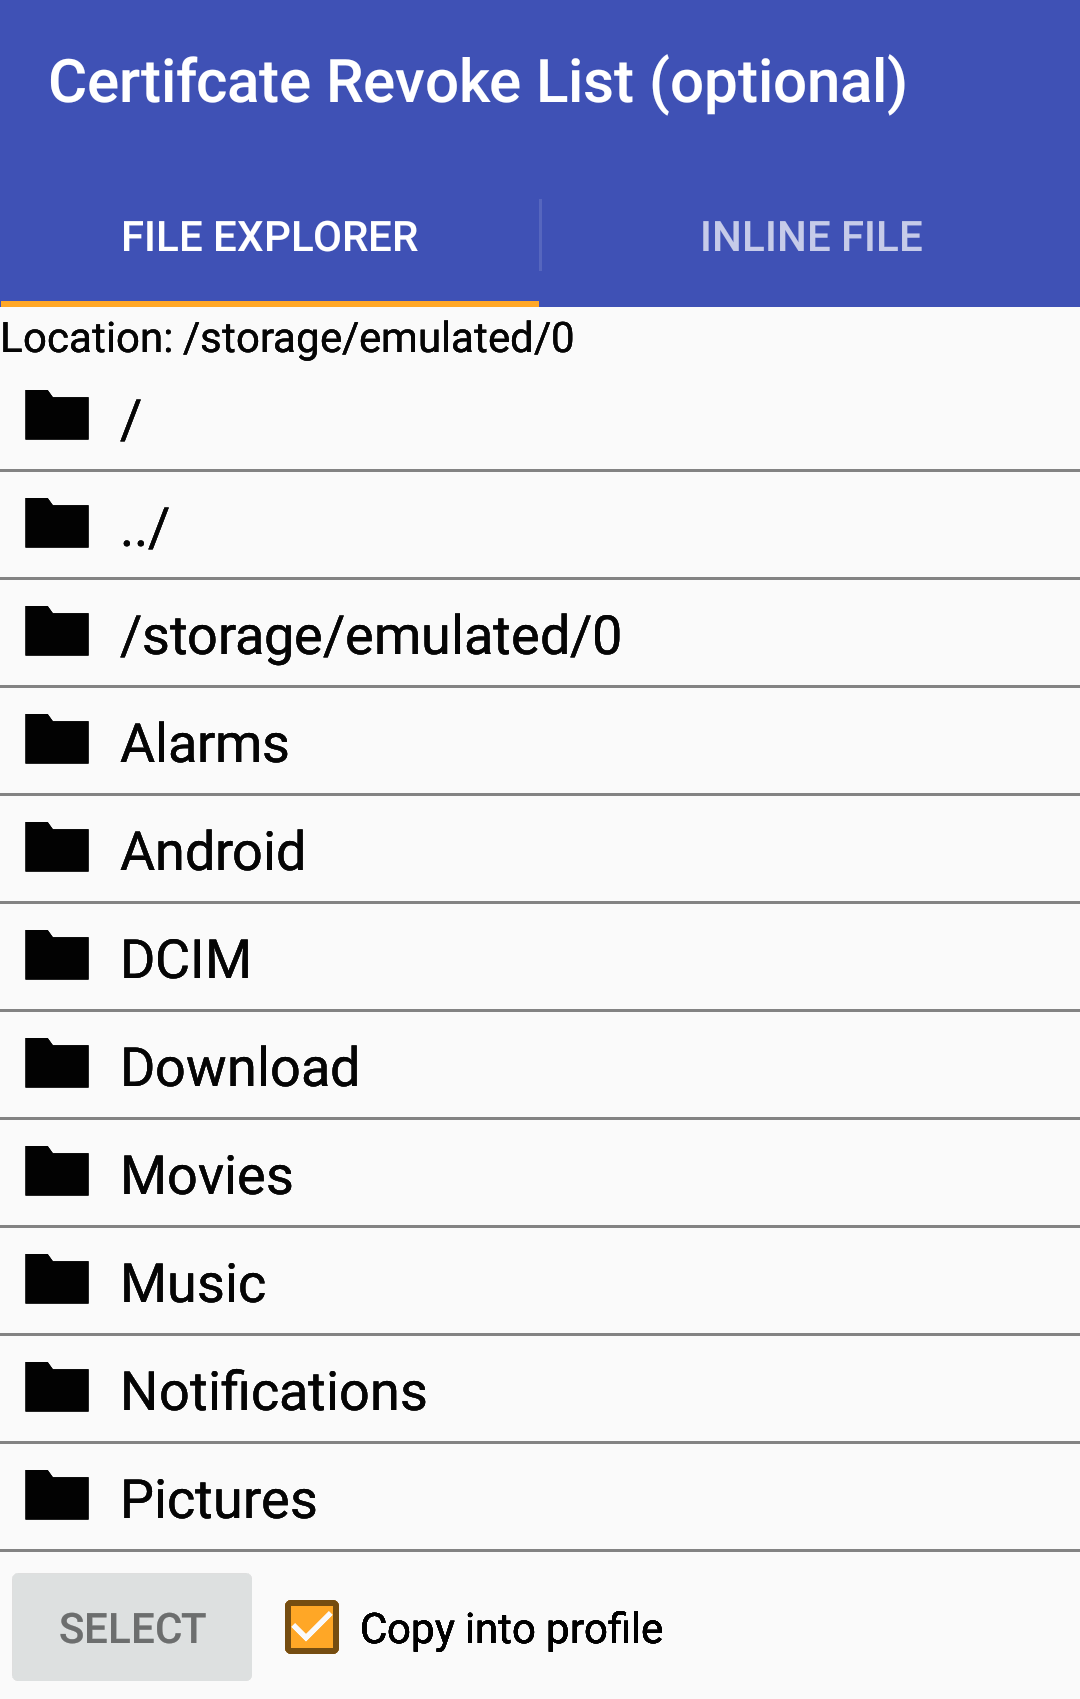 Certifcate Revoke List (optional)
FILE EXPLORER
INLINE FILE
Location: /storage/emulated/0
/
../
/storage/emulated/0
Alarms
Android
DCIM
Download
Movies
Music
Notifications
Pictures
SELECT
Copy into profile